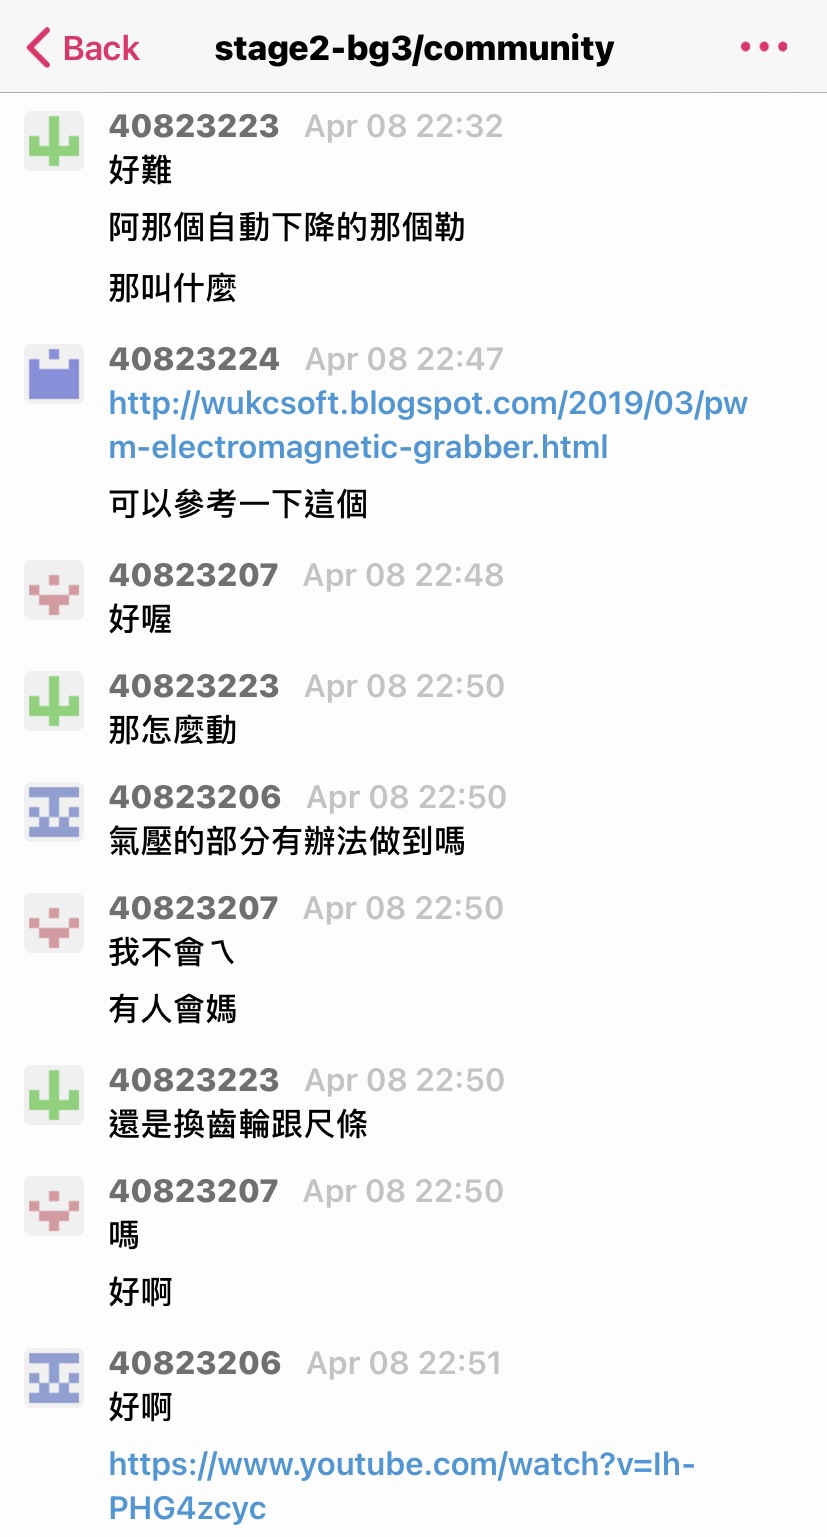 Back
stage2-bg3/community
40823223 Apr 08 22:32
好難
阿那個自動下降的那個勒
那叫什麼
40823224 Apr 08 22:47
http://wukcsoft.blogspot.com/2019/03/pw
m-electromagnetic-grabber.html
可以參考一下這個
40823207 Apr 08 22:48
好喔
40823223 Apr 08 22:50
那怎麼動
40823206 Apr 08 22:50
氣壓的部分有辦法做到嗎
40823207 Apr 08 22:50
我不會ㄟ
有人會媽
40823223 Apr 08 22:50
還是換齒輪跟尺條
40823207 Apr 08 22:50
嗎
好啊
40823206 Apr 08 22:51
好啊
https://www.youtube.com/watch?v=Ih-
PHG4zcyc